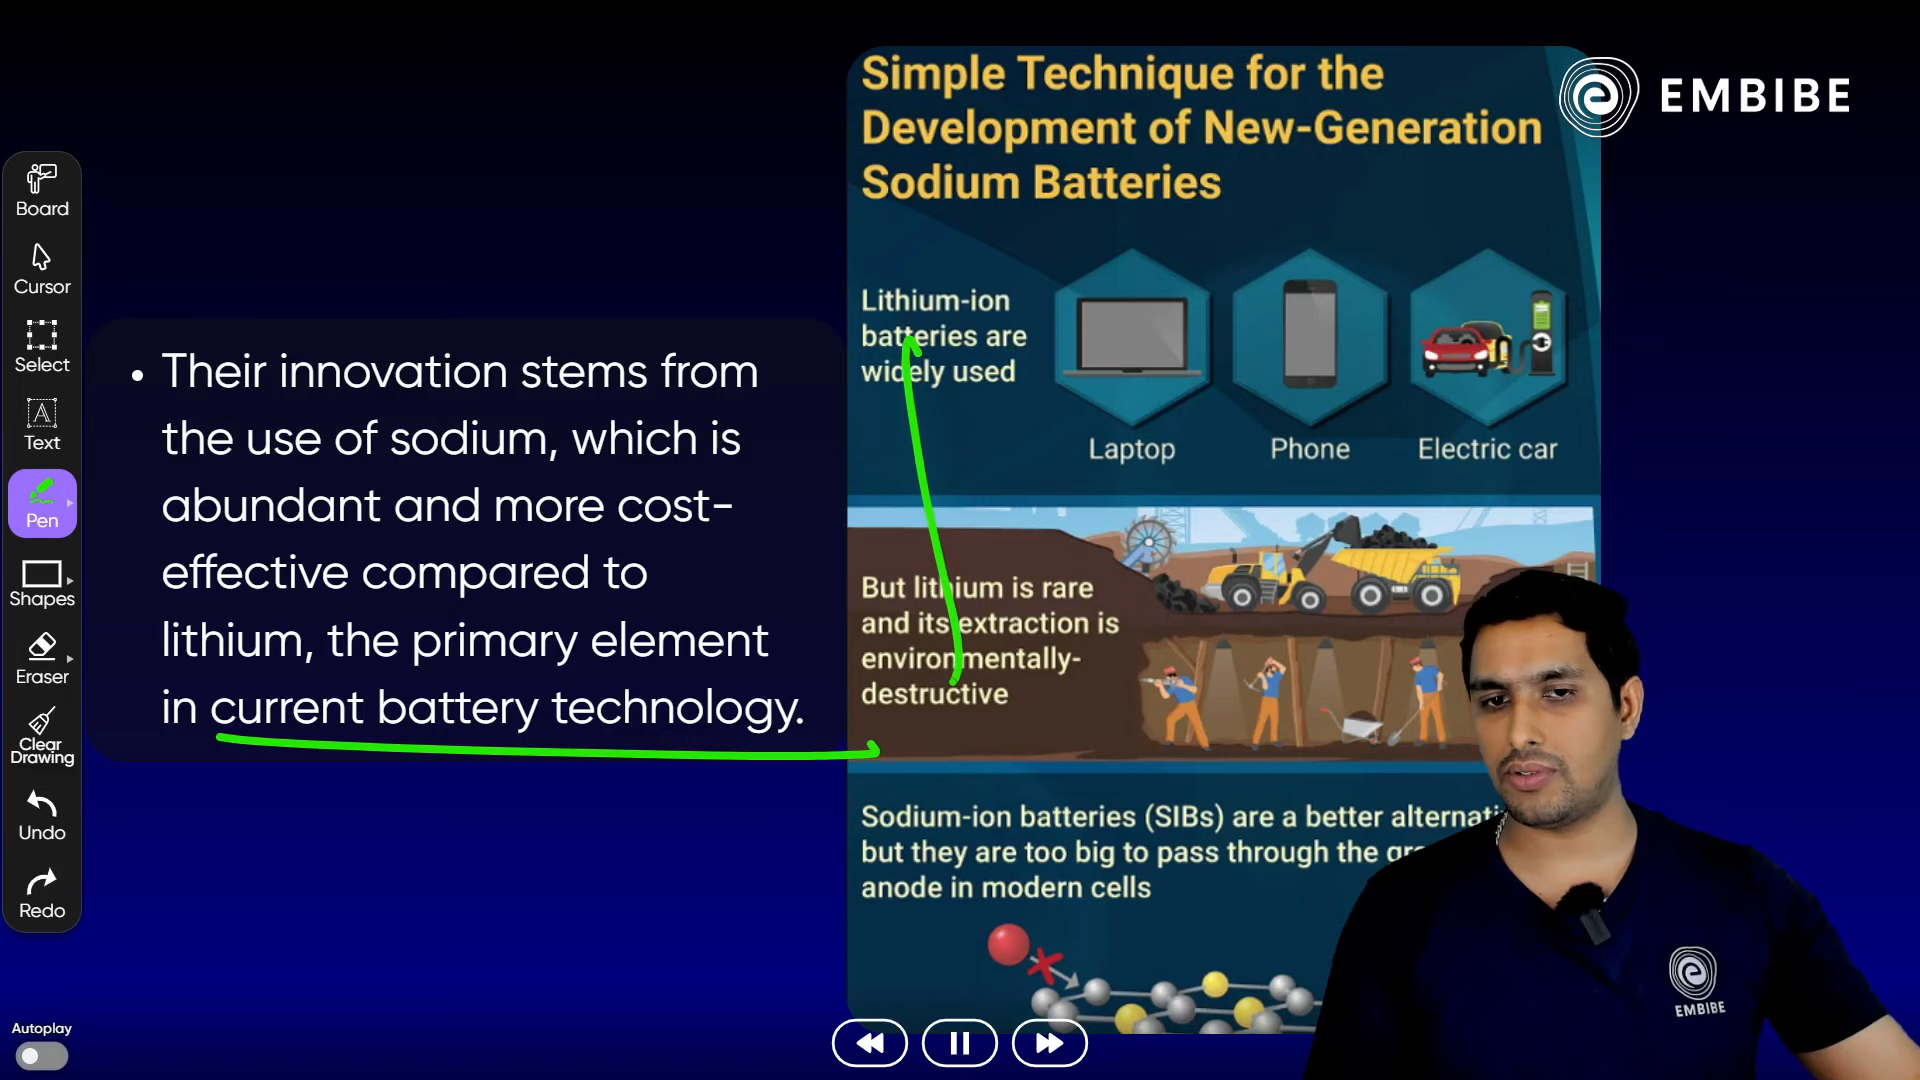 Simple Technique for the
Development of New-Generation
Sodium Batteries
EMBIBE
Board
Cursor
Select
Text
Pen
Shapes
Eraser
Clear
Drawing
Undo
Redo
Autoplay
• Their innovation stems from
the use of sodium, which is
abundant and more cost-
effective compared to
lithium, the primary element
in current battery technology.
Lithium-ion
batteries are
widely used
Laptop
Phone
Electric car
But lithium is rare
and its extraction is
environmentally-
destructive
Sodium-ion batteries (SIBs) are a better
but they are too big to pass through the
anode in modern cells
EMBIBE